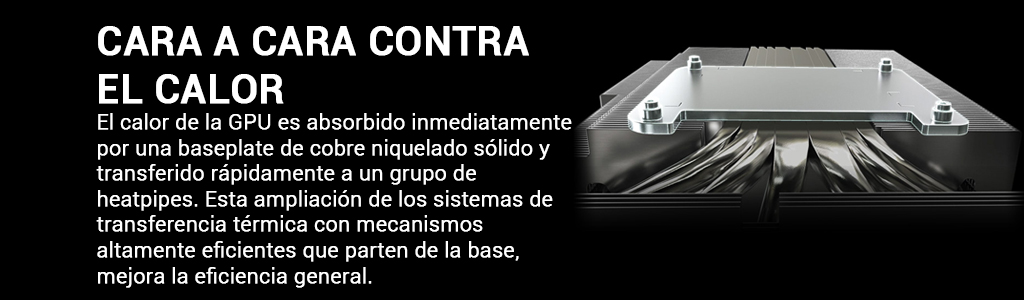 CARA A CARA CONTRA
EL CALOR
El calor de la GPU es absorbido inmediatamente
por una baseplate de cobre niquelado sólido y
transferido rápidamente a un grupo de
heatpipes. Esta ampliación de los sistemas de
transferencia térmica con mecanismos
altamente eficientes que parten de la base,
mejora la eficiencia general.